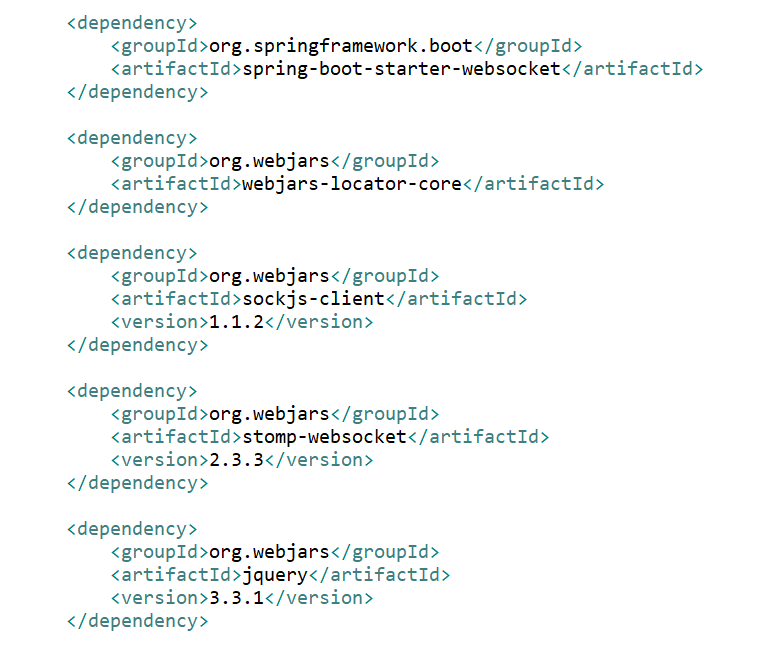 <dependency>
    <groupId>org.springframework.boot</groupId>
    <artifactId>spring-boot-starter-websocket</artifactId>
</dependency>

<dependency>
    <groupId>org.webjars</groupId>
    <artifactId>webjars-locator-core</artifactId>
</dependency>

<dependency>
    <groupId>org.webjars</groupId>
    <artifactId>sockjs-client</artifactId>
    <version>1.1.2</version>
</dependency>

<dependency>
    <groupId>org.webjars</groupId>
    <artifactId>stomp-websocket</artifactId>
    <version>2.3.3</version>
</dependency>

<dependency>
    <groupId>org.webjars</groupId>
    <artifactId>jquery</artifactId>
    <version>3.3.1</version>
</dependency>